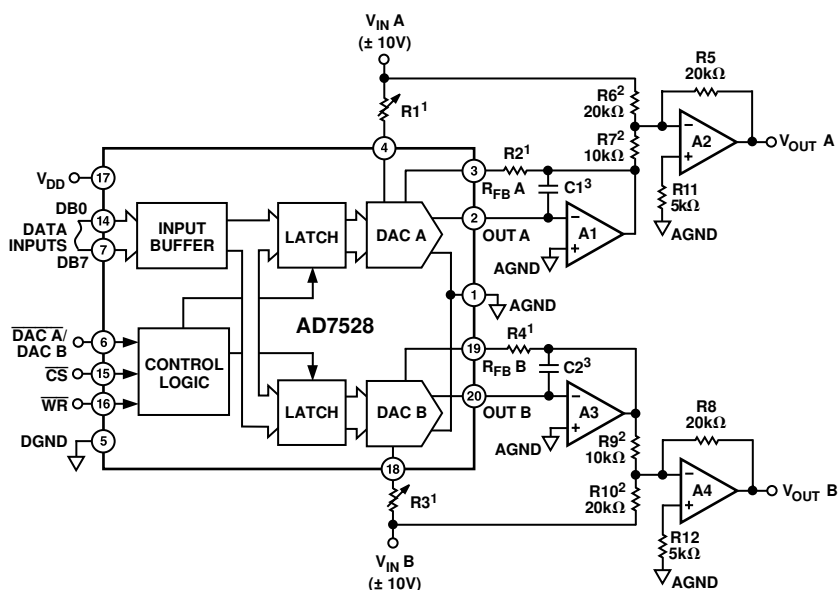 V_IN A
(± 10V)
R1¹
R6²
20kΩ
R5
20kΩ
R7²
10kΩ
A2
V_OUT A
R11
5kΩ
AGND
4
3
R2¹
R_FB A
C1³
2
OUT A
A1
AGND
V_DD
17
DB0
14
DATA
INPUTS
7
DB7
INPUT
BUFFER
LATCH
DAC A
1
AGND
AD7528
D̅A̅C̅ ̅A̅/
DAC B
6
C̅S̅
15
W̅R̅
16
DGND
5
CONTROL
LOGIC
LATCH
DAC B
19
R4¹
R_FB B
C2³
20
OUT B
A3
AGND
R9²
10kΩ
R8
20kΩ
R10²
20kΩ
A4
V_OUT B
R12
5kΩ
AGND
18
R3¹
V_IN B
(± 10V)